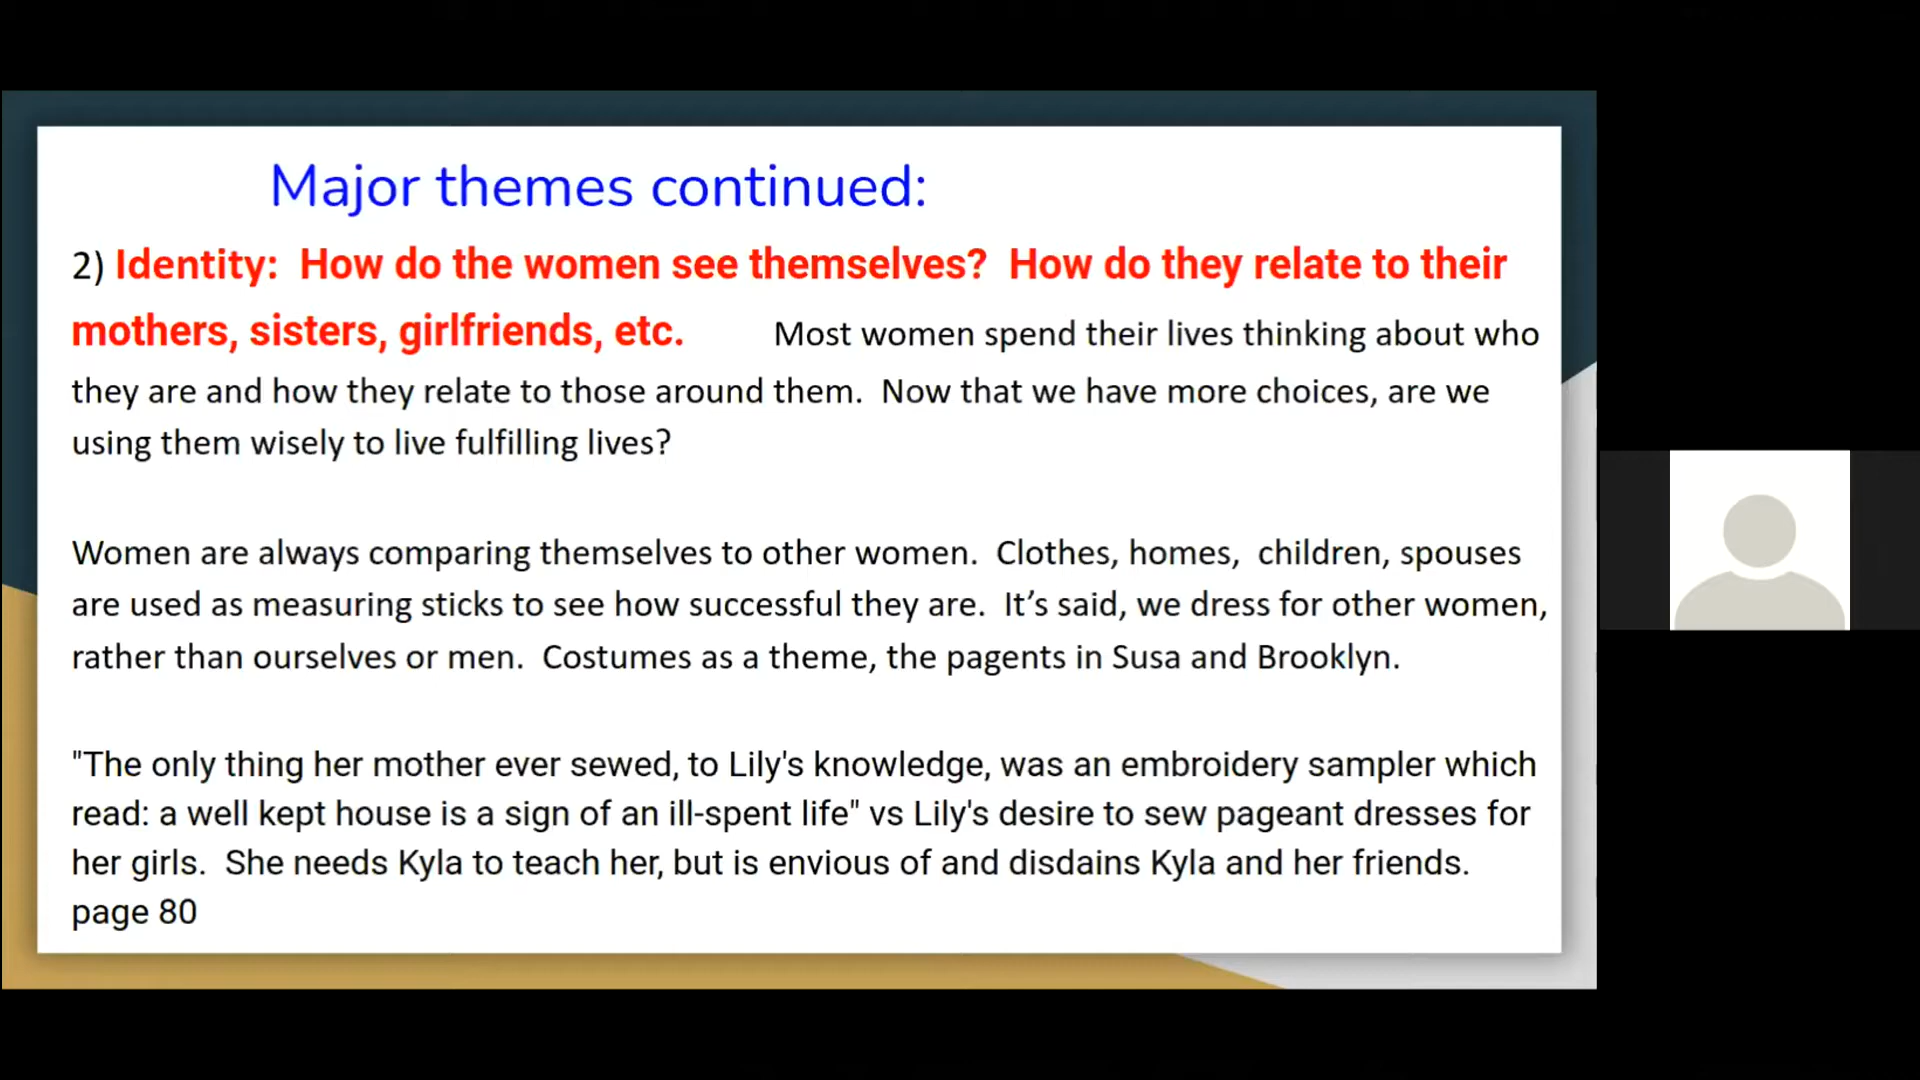 Major themes continued:
2) Identity:  How do the women see themselves?  How do they relate to their
mothers, sisters, girlfriends, etc. Most women spend their lives thinking about who
they are and how they relate to those around them.  Now that we have more choices, are we
using them wisely to live fulfilling lives?
Women are always comparing themselves to other women.  Clothes, homes,  children, spouses
are used as measuring sticks to see how successful they are.  It’s said, we dress for other women,
rather than ourselves or men.  Costumes as a theme, the pagents in Susa and Brooklyn.
"The only thing her mother ever sewed, to Lily's knowledge, was an embroidery sampler which
read: a well kept house is a sign of an ill-spent life" vs Lily's desire to sew pageant dresses for
her girls.  She needs Kyla to teach her, but is envious of and disdains Kyla and her friends.
page 80